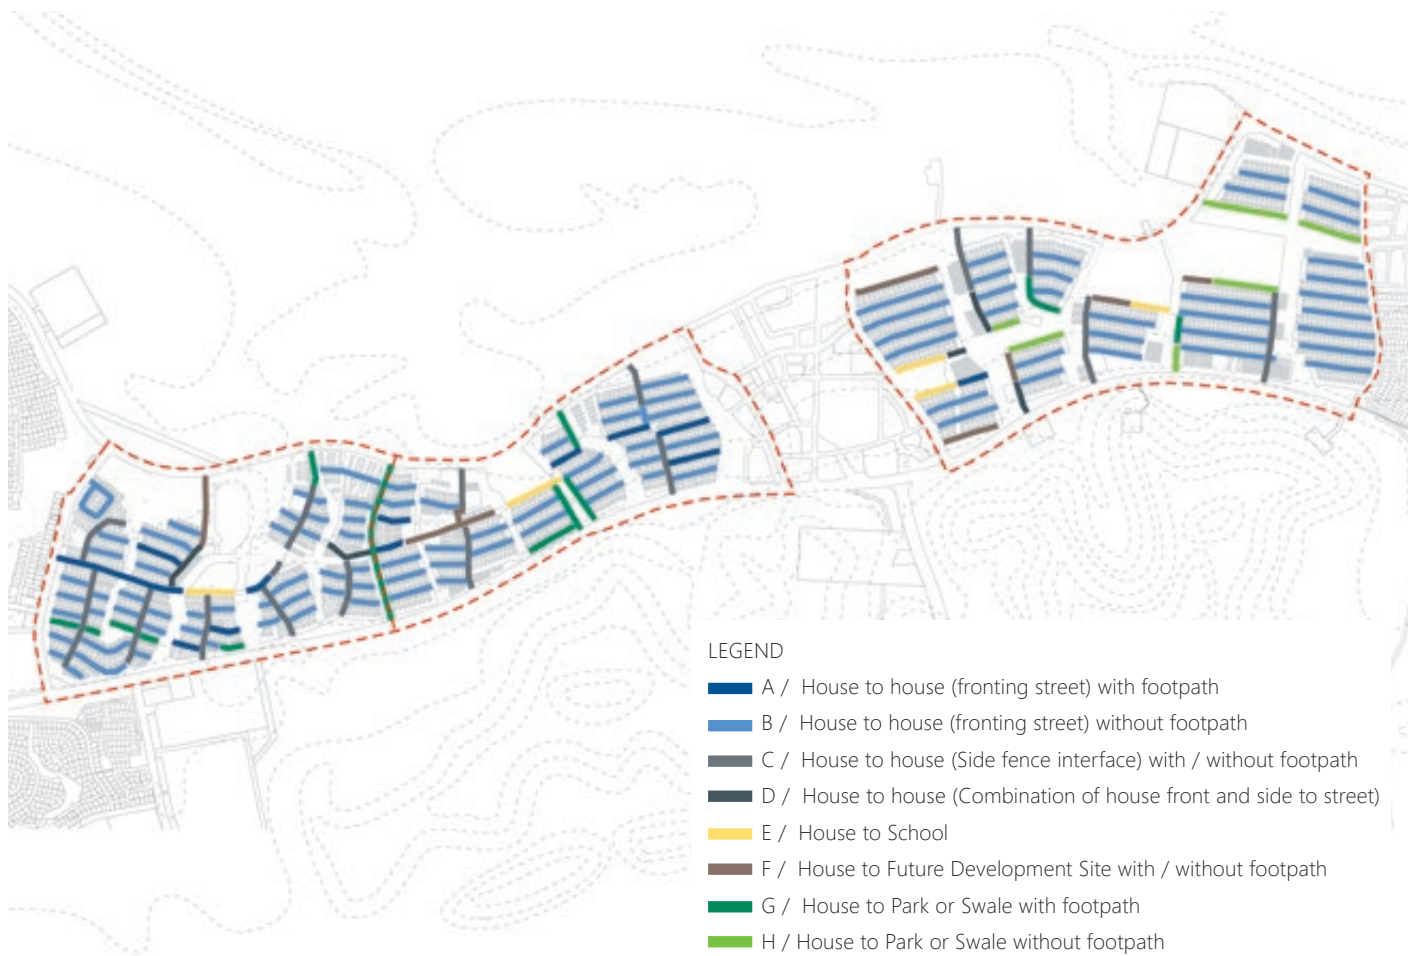 LEGEND
A / House to house (fronting street) with footpath
B / House to house (fronting street) without footpath
C / House to house (Side fence interface) with / without footpath
D / House to house (Combination of house front and side to street)
E / House to School
F / House to Future Development Site with / without footpath
G / House to Park or Swale with footpath
H / House to Park or Swale without footpath